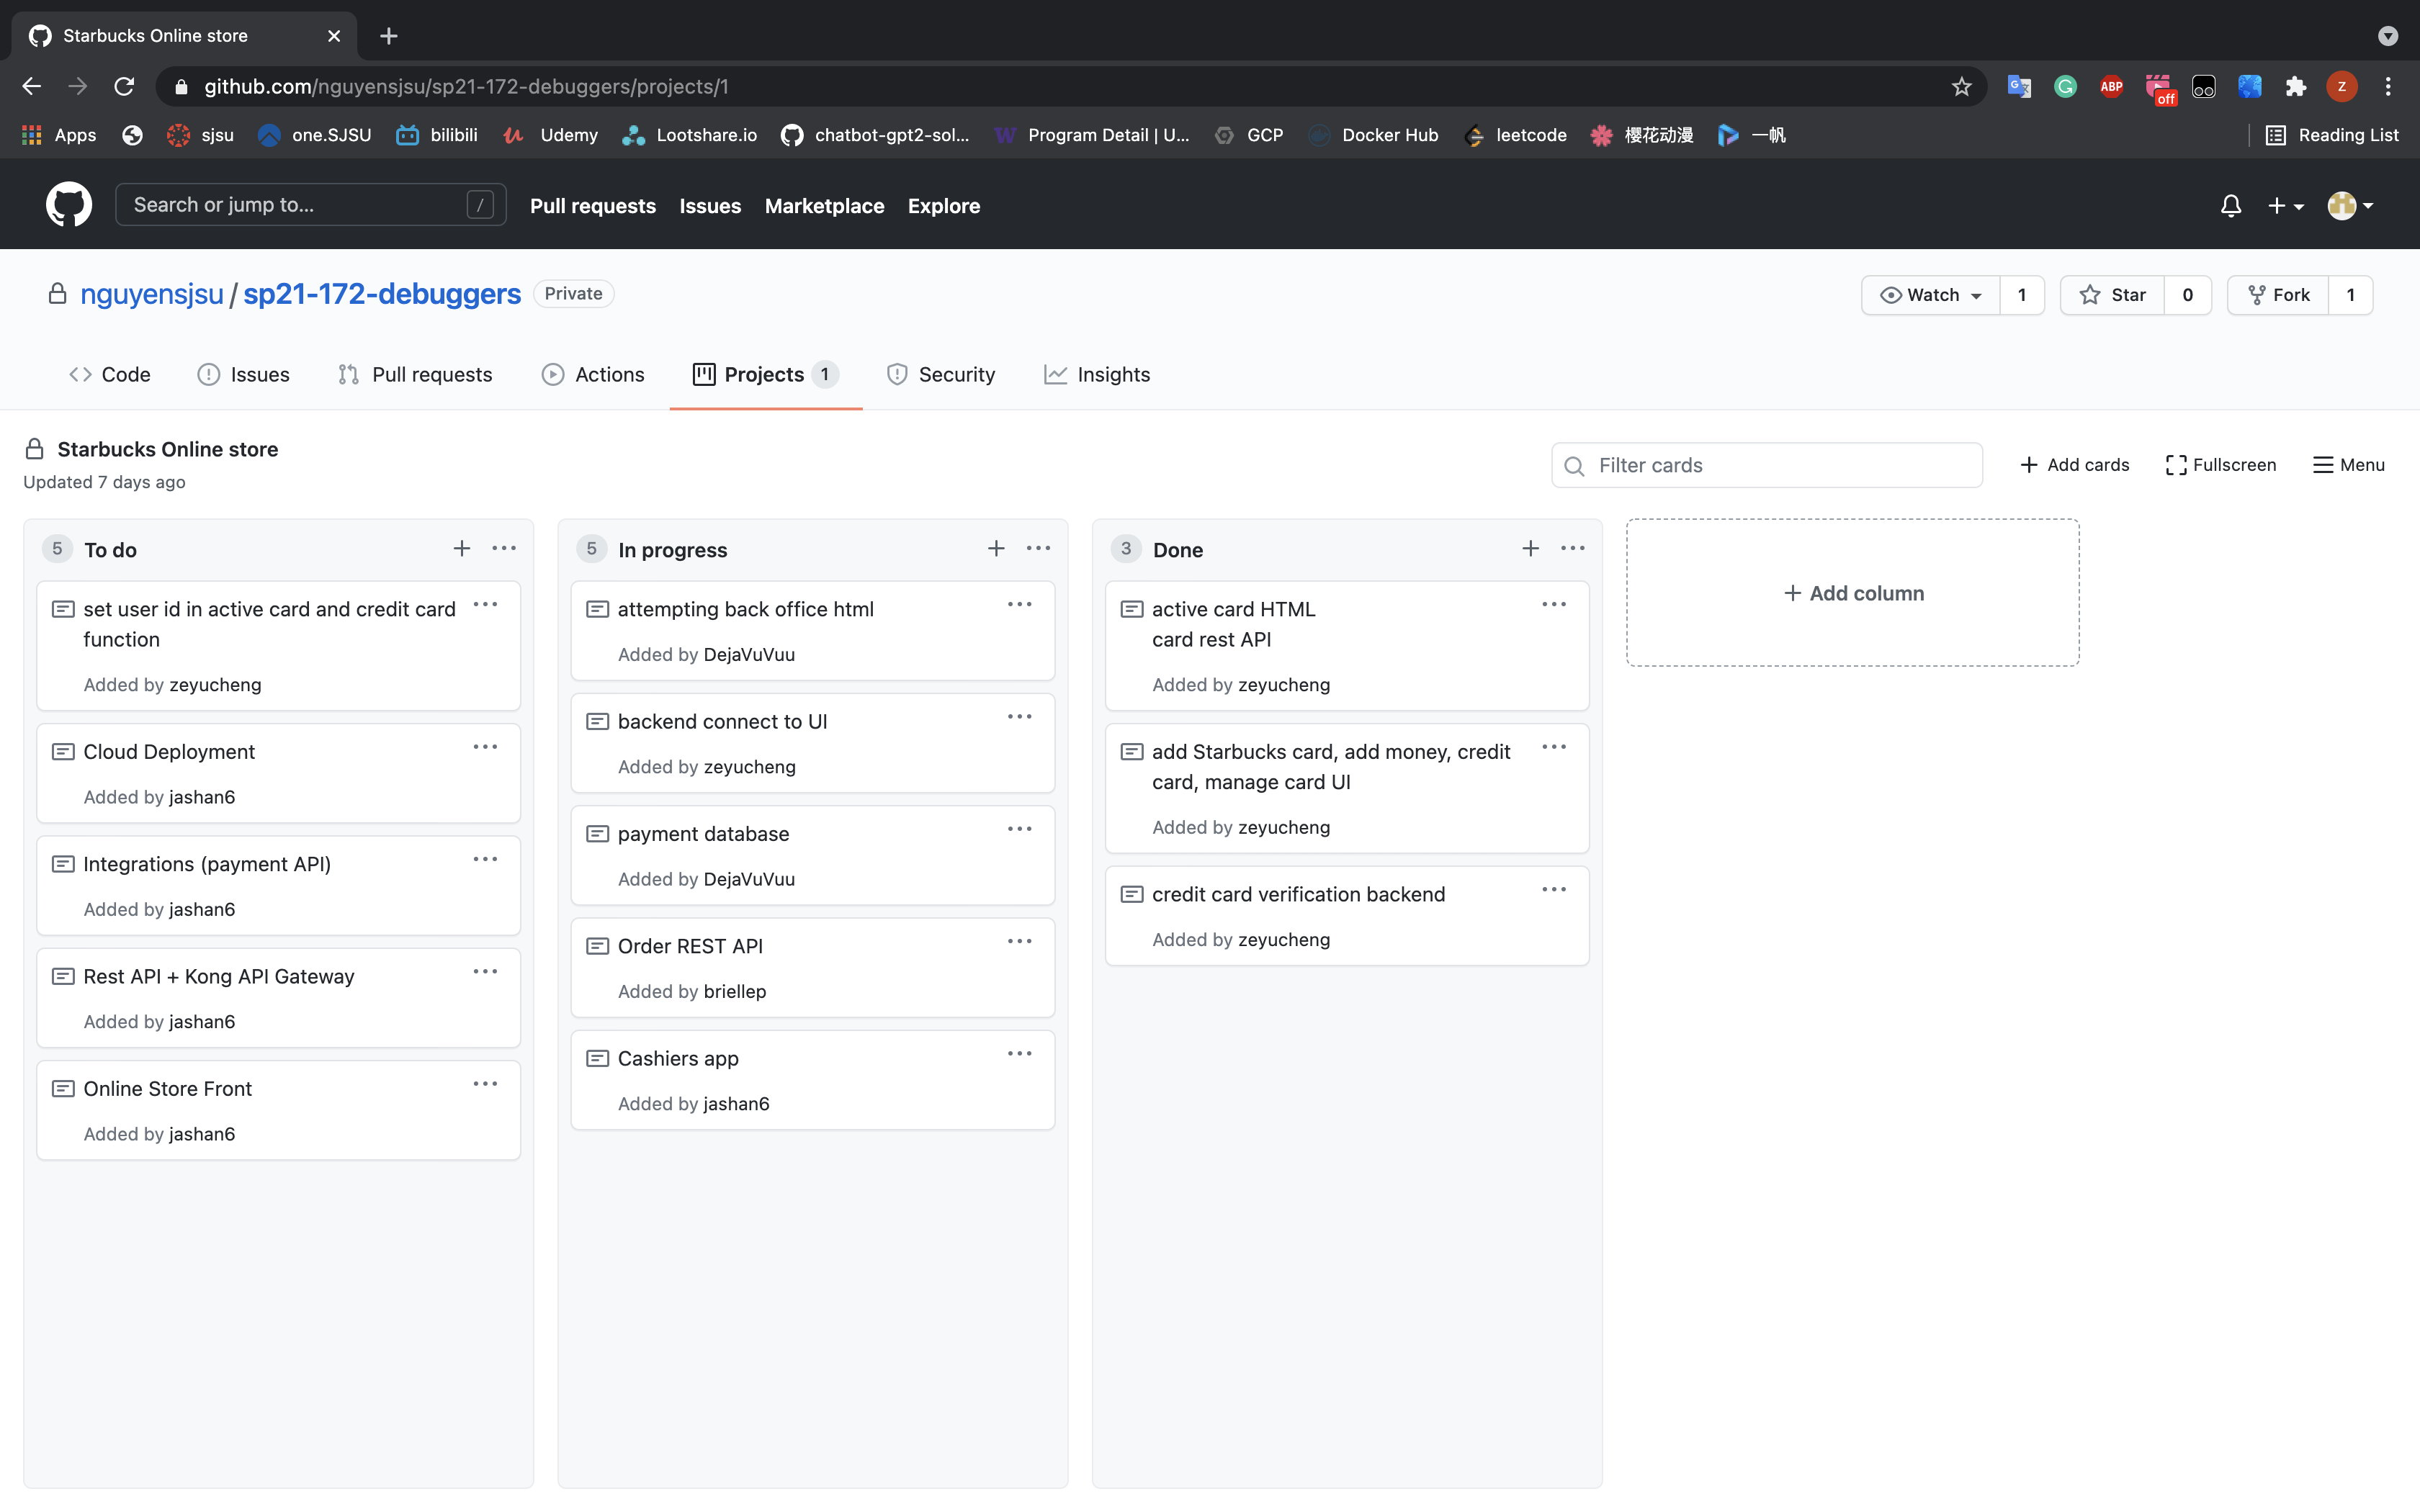 Starbucks Online store
github.com/nguyensjsu/sp21-172-debuggers/projects/1
ABP
off
Z
Apps
sjsu
one.SJSU
bilibili
Udemy
Lootshare.io
chatbot-gpt2-sol...
Program Detail | U...
GCP
Docker Hub
leetcode
樱花动漫
一帆
Reading List
Search or jump to...
/
Pull requests
Issues
Marketplace
Explore
nguyensjsu / sp21-172-debuggers
Private
Watch 1
Star 0
Fork 1
Code
Issues
Pull requests
Actions
Projects 1
Security
Insights
Starbucks Online store
Updated 7 days ago
Filter cards
Add cards
Fullscreen
Menu
5 To do
set user id in active card and credit card
function
Added by zeyucheng
Cloud Deployment
Added by jashan6
Integrations (payment API)
Added by jashan6
Rest API + Kong API Gateway
Added by jashan6
Online Store Front
Added by jashan6
5 In progress
attempting back office html
Added by DejaVuVuu
backend connect to UI
Added by zeyucheng
payment database
Added by DejaVuVuu
Order REST API
Added by briellep
Cashiers app
Added by jashan6
3 Done
active card HTML
card rest API
Added by zeyucheng
add Starbucks card, add money, credit
card, manage card UI
Added by zeyucheng
credit card verification backend
Added by zeyucheng
Add column